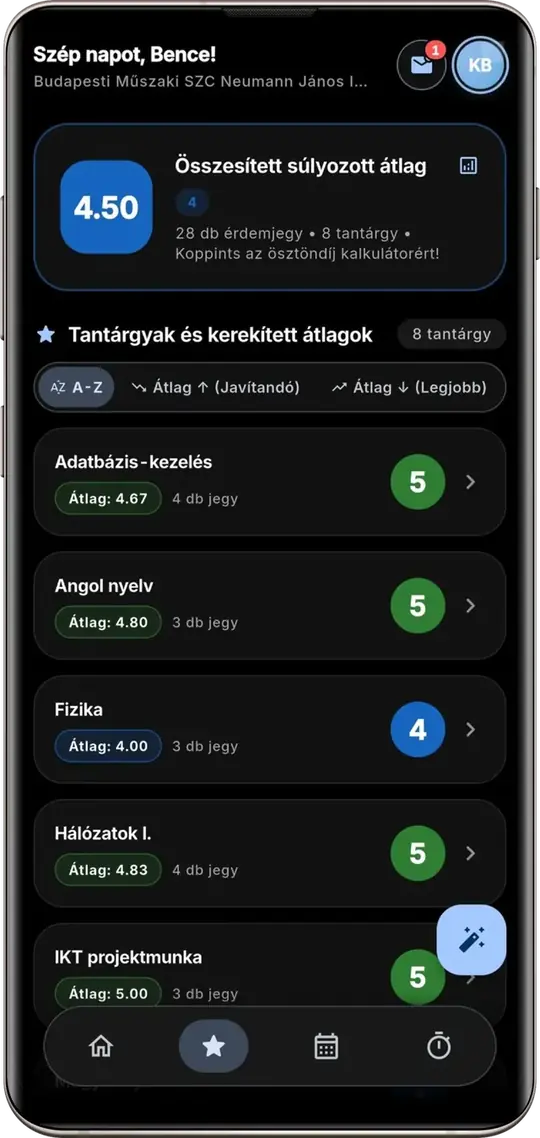 Szép napot, Bence!
Budapesti Műszaki SZC Neumann János I...
1
KB
4.50
Összesített súlyozott átlag
4
28 db érdemjegy • 8 tantárgy •
Koppints az ösztöndíj kalkulátorért!
Tantárgyak és kerekített átlagok
8 tantárgy
A-Z
Átlag ↑ (Javítandó)
Átlag ↓ (Legjobb)
Adatbázis-kezelés
Átlag: 4.67
4 db jegy
5
Angol nyelv
Átlag: 4.80
3 db jegy
5
Fizika
Átlag: 4.00
3 db jegy
4
Hálózatok I.
Átlag: 4.83
4 db jegy
5
IKT projektmunka
Átlag: 5.00
3 db jegy
5